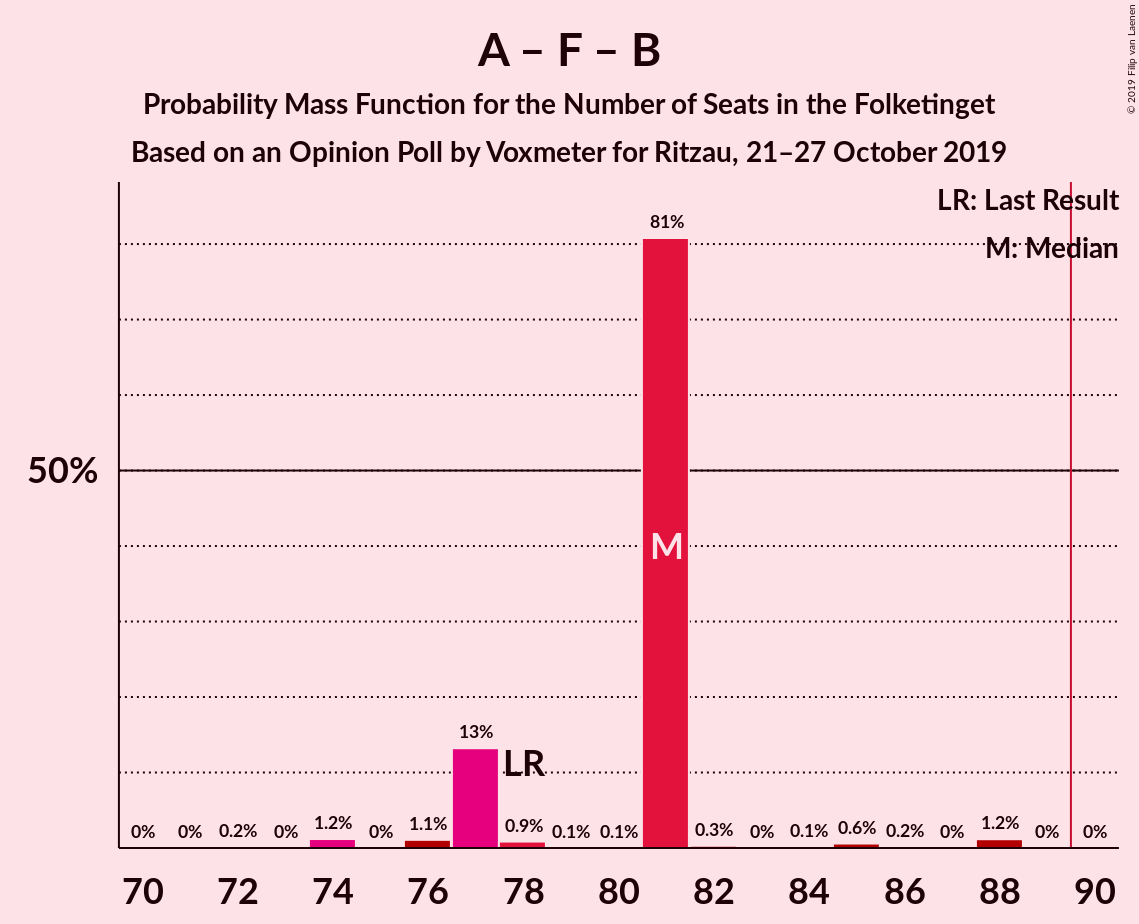 A – F – B
Probability Mass Function for the Number of Seats in the Folketinget
Based on an Opinion Poll by Voxmeter for Ritzau, 21–27 October 2019
© 2019 Filip van Laenen
LR: Last Result
M: Median
81%
50%
M
13%
LR
0% 0% 0.2% 0% 1.2% 0% 1.1% 0.9% 0.1% 0.1% 0.3% 0% 0.1% 0.6% 0.2% 0% 1.2% 0% 0%
70 72 74 76 78 80 82 84 86 88 90